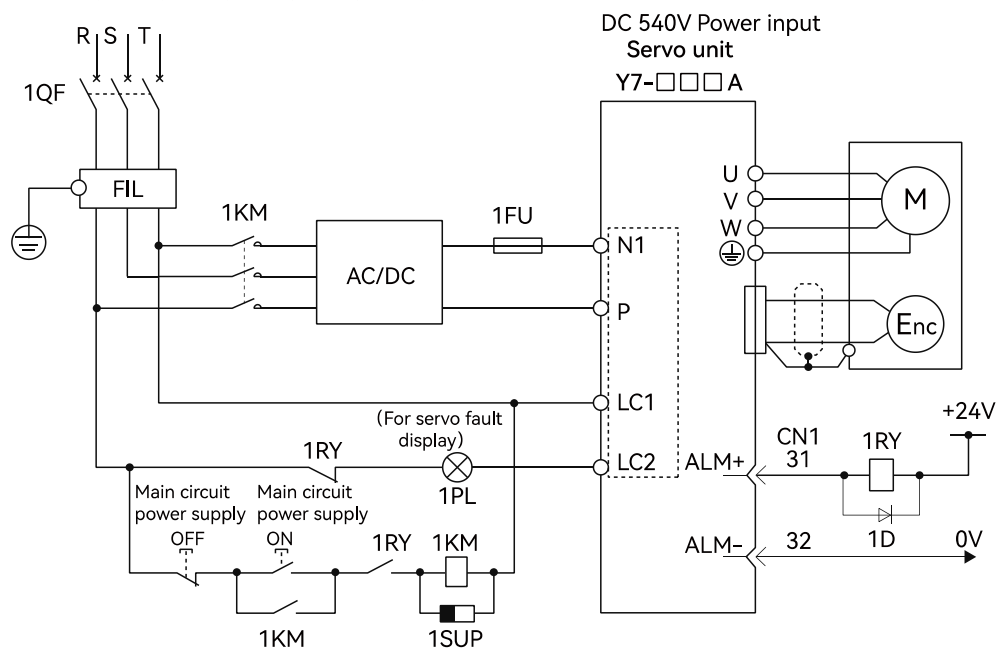 DC 540V Power input
Servo unit
Y7-□□□A
R S T
1QF
FIL
1KM
AC/DC
1FU
N1
P
LC1
LC2
U
V
W
M
Enc
(For servo fault
display)
1RY
1PL
Main circuit
power supply
OFF
Main circuit
power supply
ON
1RY
1KM
1KM
1SUP
CN1
ALM+
31
1RY
+24V
1D
ALM-
32
0V